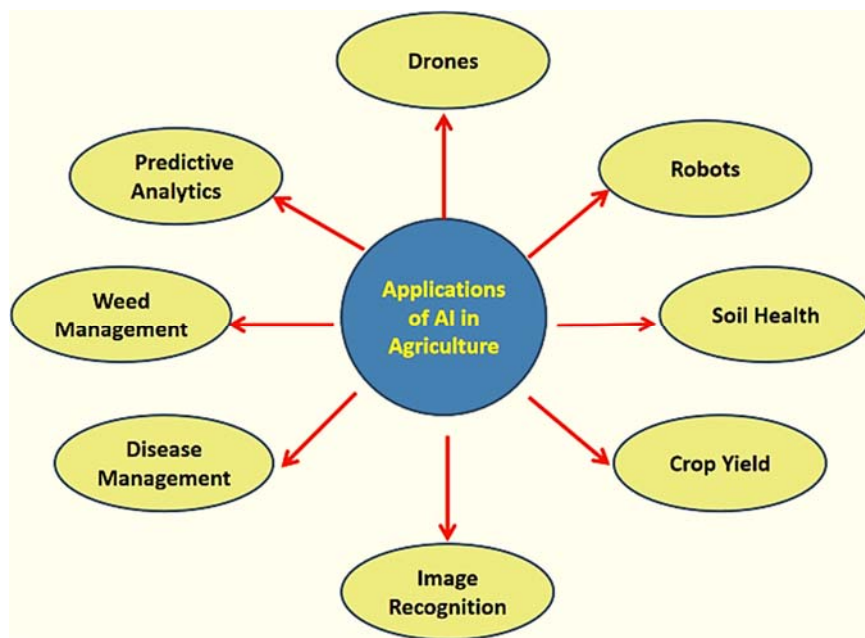 Drones
Predictive
Analytics
Robots
Weed
Management
Applications
of AI in
Agriculture
Soil Health
Disease
Management
Crop Yield
Image
Recognition